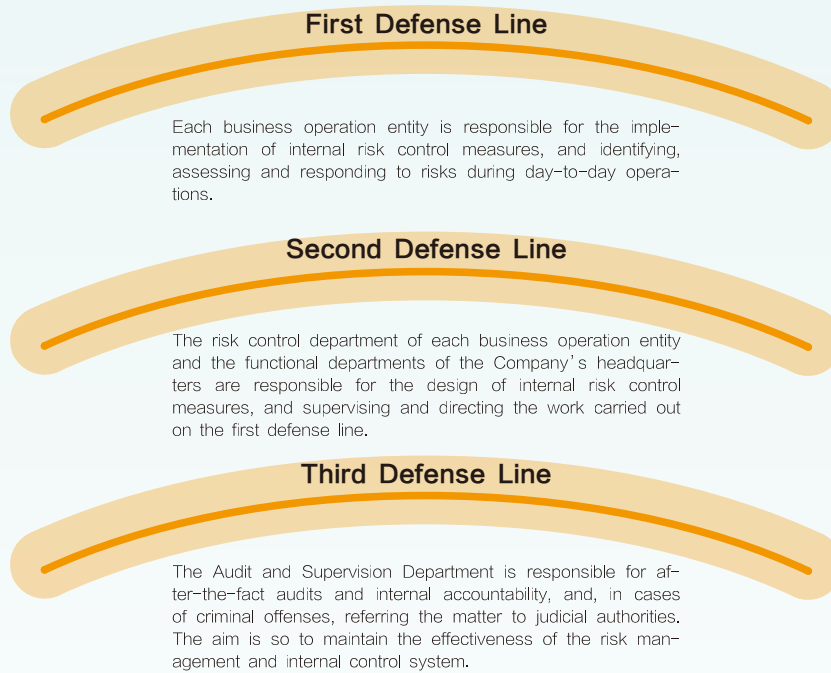 First Defense Line
Each business operation entity is responsible for the imple-
mentation of internal risk control measures, and identifying,
assessing and responding to risks during day-to-day opera-
tions.
Second Defense Line
The risk control department of each business operation entity
and the functional departments of the Company's headquar-
ters are responsible for the design of internal risk control
measures, and supervising and directing the work carried out
on the first defense line.
Third Defense Line
The Audit and Supervision Department is responsible for af-
ter-the-fact audits and internal accountability, and, in cases
of criminal offenses, referring the matter to judicial authorities.
The aim is so to maintain the effectiveness of the risk man-
agement and internal control system.